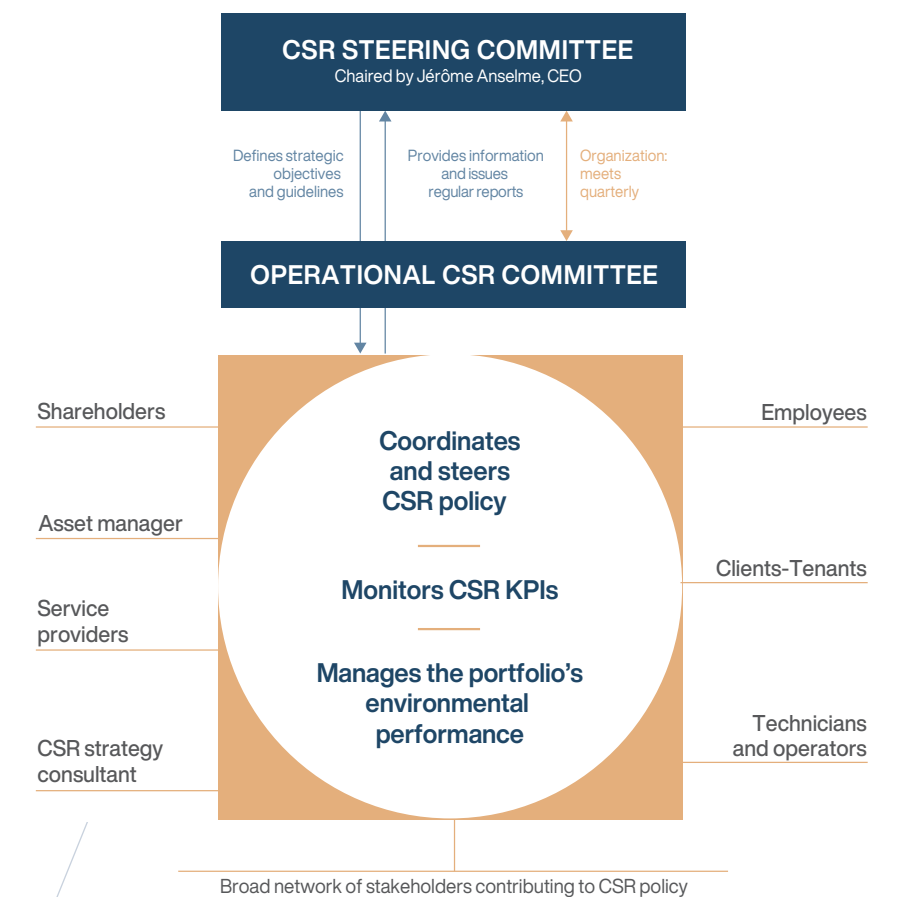 CSR STEERING COMMITTEE
Chaired by Jérôme Anselme, CEO
Defines strategic
objectives
and guidelines
Provides information
and issues
regular reports
Organization:
meets
quarterly
OPERATIONAL CSR COMMITTEE
Shareholders
Asset manager
Service
providers
CSR strategy
consultant
Coordinates
and steers
CSR policy
Monitors CSR KPIs
Manages the portfolio’s
environmental
performance
Employees
Clients-Tenants
Technicians
and operators
Broad network of stakeholders contributing to CSR policy